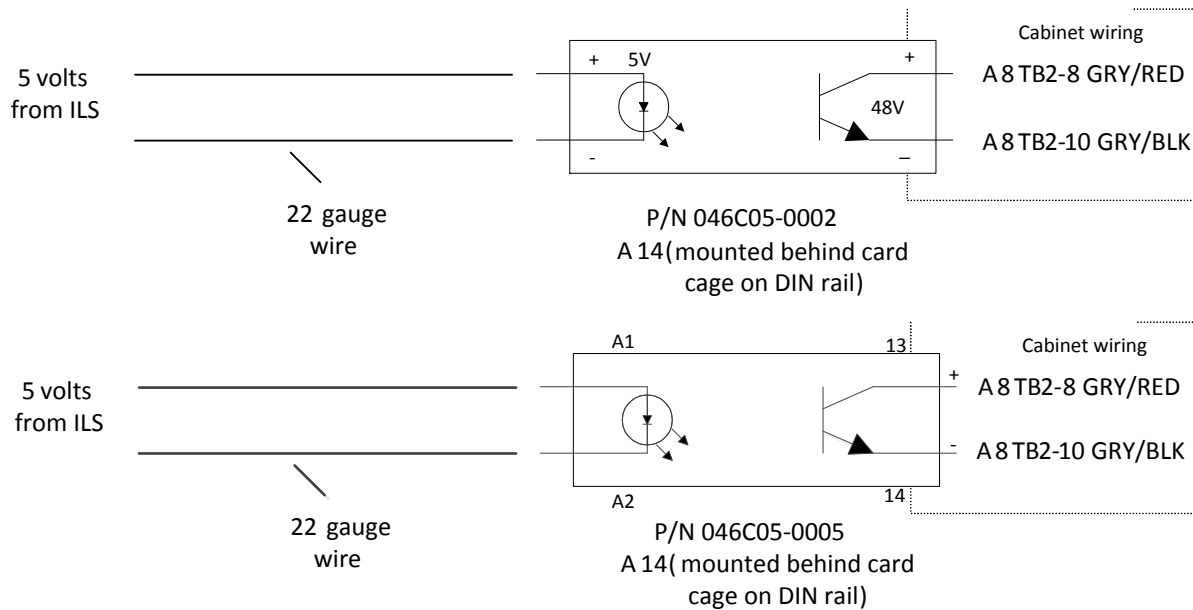 Cabinet wiring
5 volts
from ILS
+ 5V +
A 8 TB2-8 GRY/RED
48V
- –
A 8 TB2-10 GRY/BLK
22 gauge
wire
P/N 046C05-0002
A 14(mounted behind card
cage on DIN rail)
A1 13
Cabinet wiring
5 volts
from ILS
+
A 8 TB2-8 GRY/RED
-
A 8 TB2-10 GRY/BLK
A2 14
22 gauge
wire
P/N 046C05-0005
A 14( mounted behind card
cage on DIN rail)